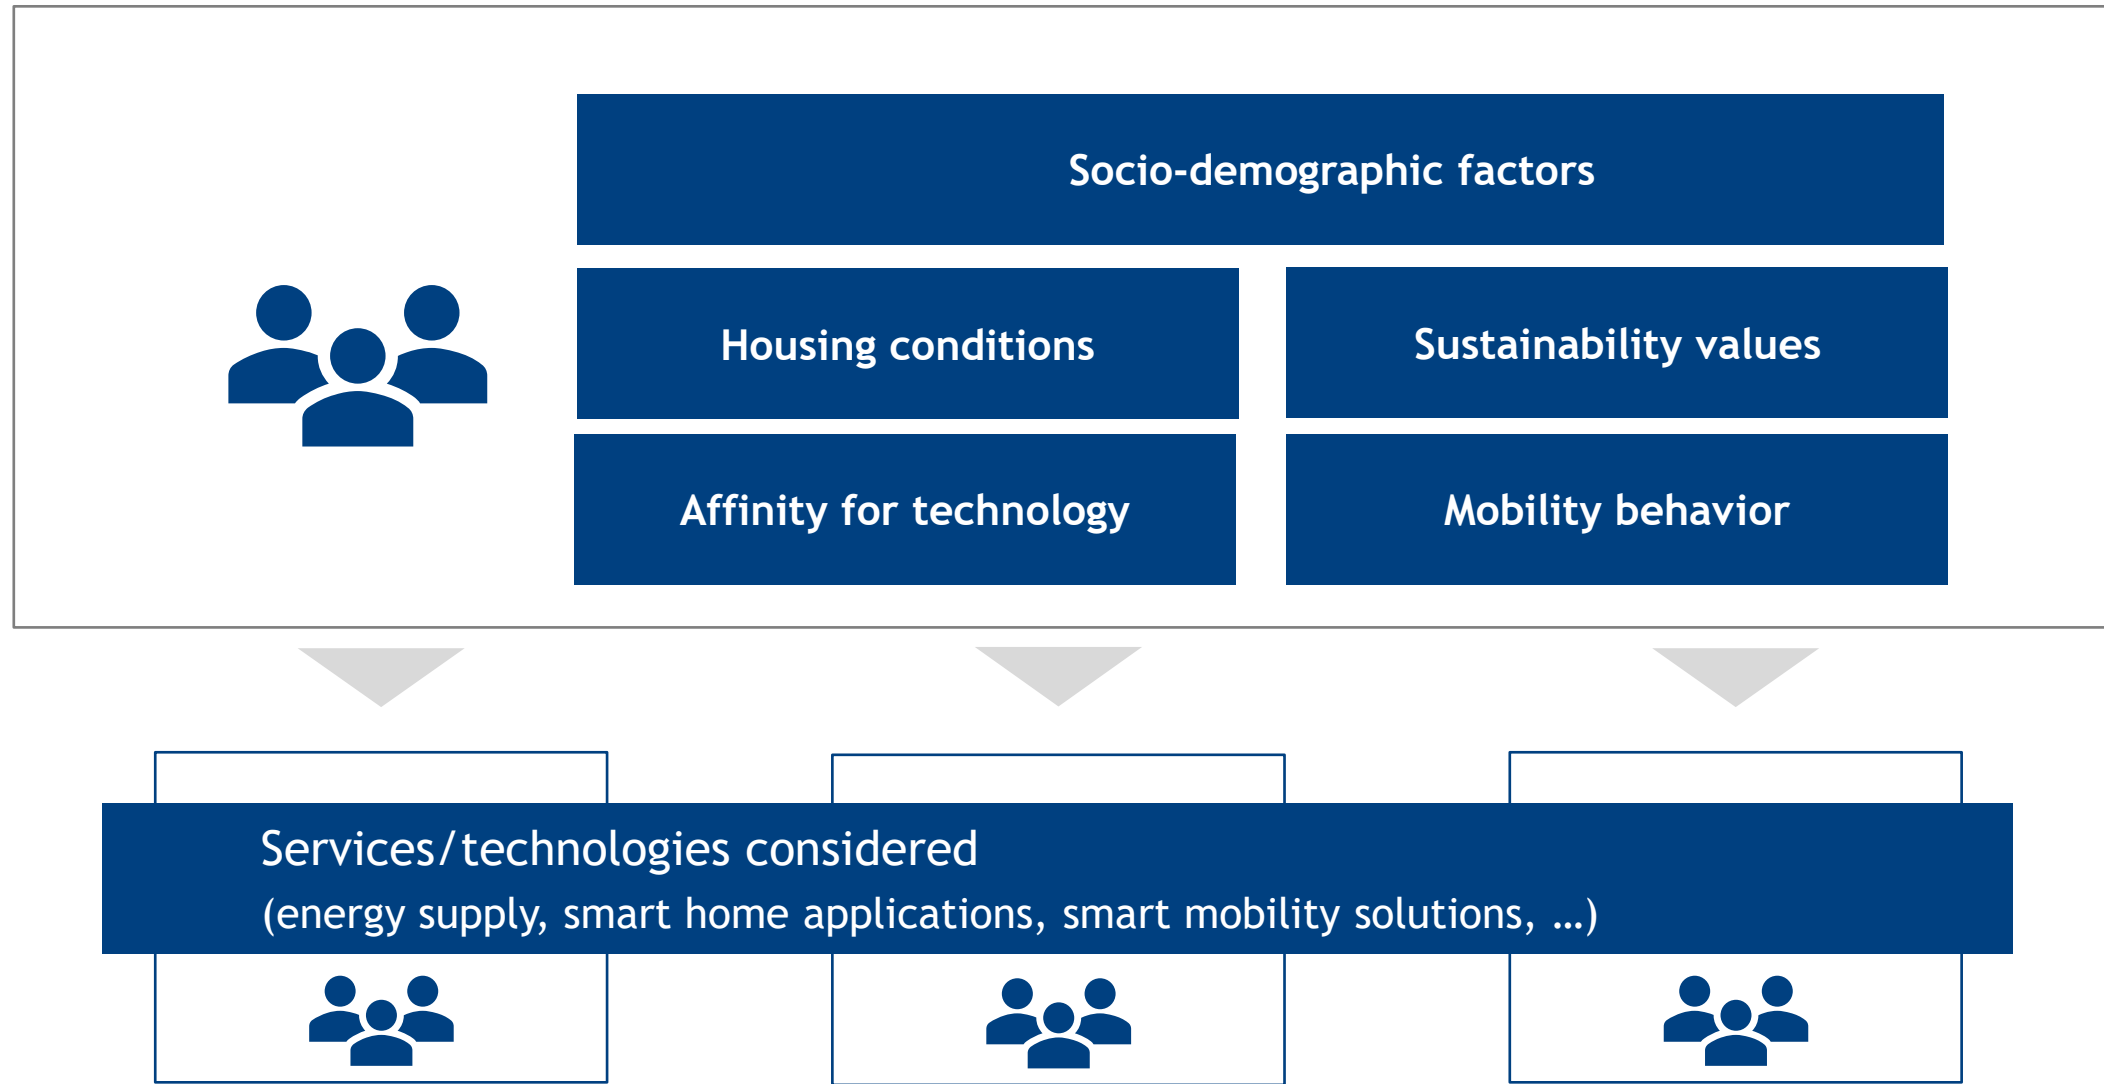 Socio-demographic factors
Housing conditions
Sustainability values
Affinity for technology
Mobility behavior
Services/technologies considered
(energy supply, smart home applications, smart mobility solutions, …)